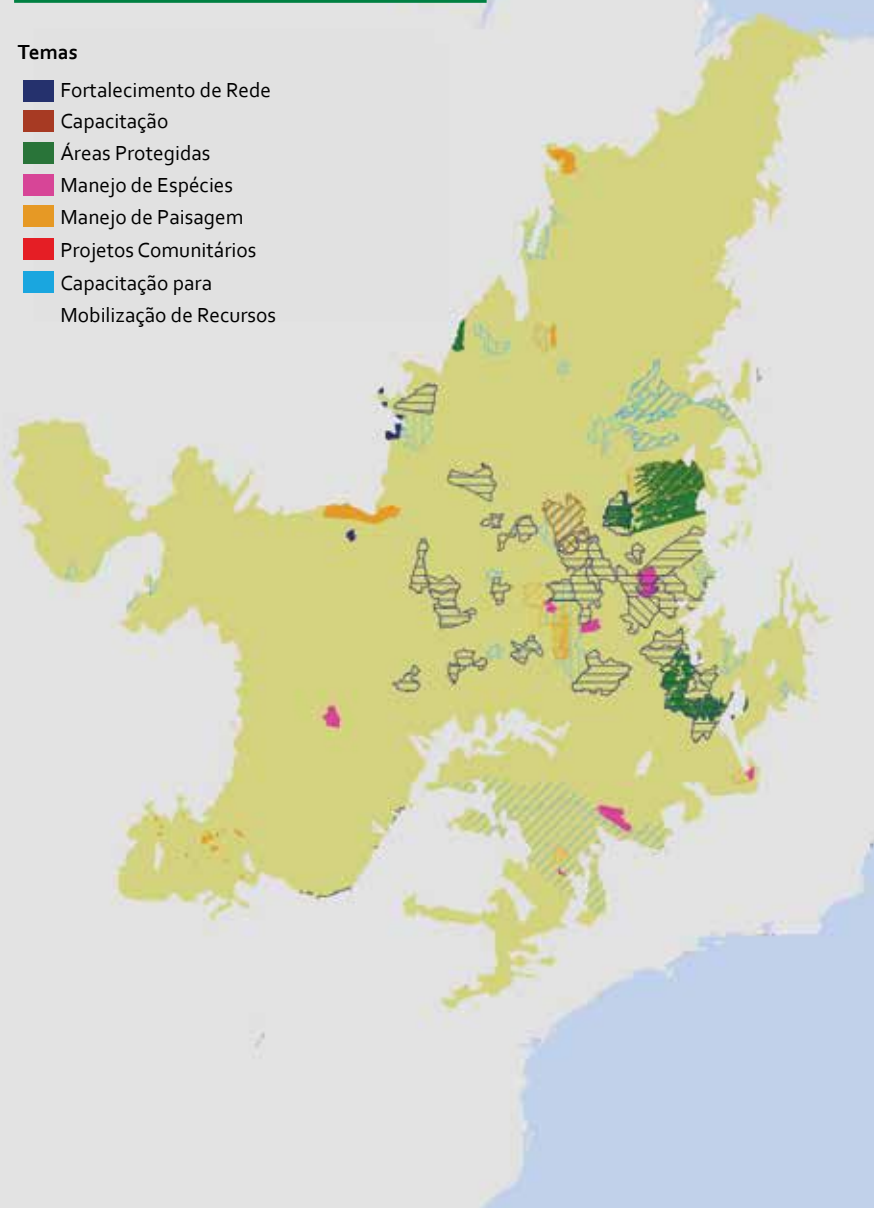 Temas
Fortalecimento de Rede
Capacitação
Áreas Protegidas
Manejo de Espécies
Manejo de Paisagem
Projetos Comunitários
Capacitação para
Mobilização de Recursos